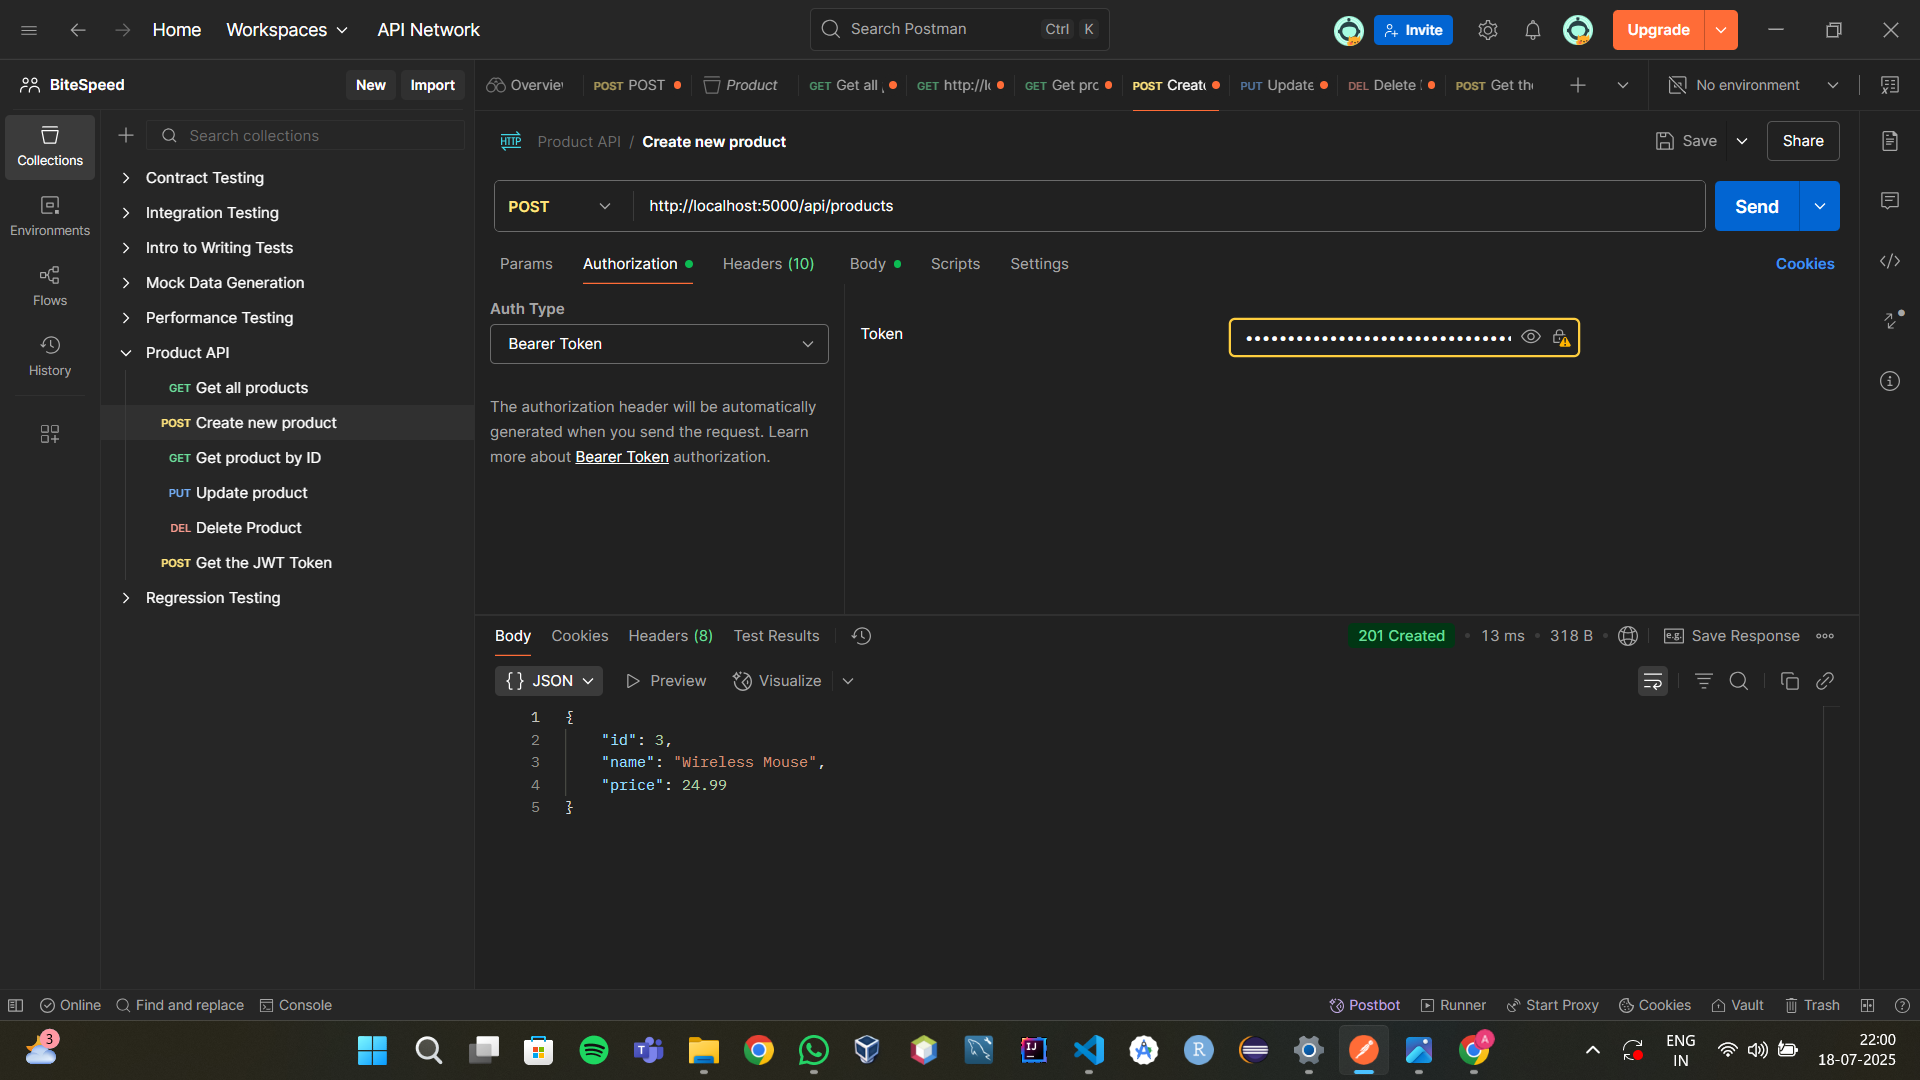 Home
Workspaces
API Network
Search Postman
Ctrl
K
Invite
Upgrade
BiteSpeed
New
Import
Overvie
POST POST
Product
GET Get all
GET http://l
GET Get pro
POST Creat
PUT Update
DEL Delete
POST Get th
No environment
Collections
Environments
Flows
History
Search collections
Contract Testing
Integration Testing
Intro to Writing Tests
Mock Data Generation
Performance Testing
Product API
GET Get all products
POST Create new product
GET Get product by ID
PUT Update product
DEL Delete Product
POST Get the JWT Token
Regression Testing
HTTP
Product API / Create new product
Save
Share
POST
http://localhost:5000/api/products
Send
Params
Authorization
Headers (10)
Body
Scripts
Settings
Cookies
Auth Type
Bearer Token
The authorization header will be automatically
generated when you send the request. Learn
more about Bearer Token authorization.
Token
Body
Cookies
Headers (8)
Test Results
201 Created
13 ms
318 B
e.g.
Save Response
{} JSON
Preview
Visualize
1 {
2 "id": 3,
3 "name": "Wireless Mouse",
4 "price": 24.99
5 }
Online
Find and replace
Console
Postbot
Runner
Start Proxy
Cookies
Vault
Trash
3
ENG
IN
22:00
18-07-2025